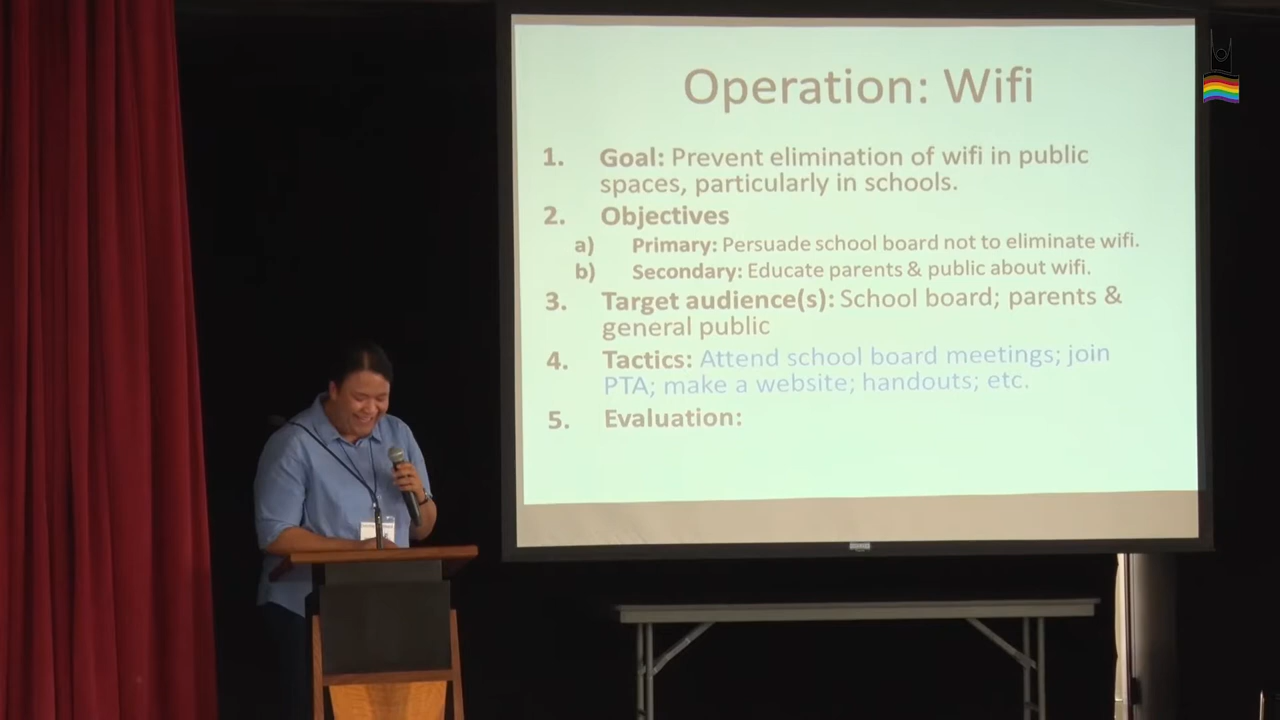 Operation: Wifi
1. Goal: Prevent elimination of wifi in public
spaces, particularly in schools.
2. Objectives
a) Primary: Persuade school board not to eliminate wifi.
b) Secondary: Educate parents & public about wifi.
3. Target audience(s): School board; parents &
general public
4. Tactics: Attend school board meetings; join
PTA; make a website; handouts; etc.
5. Evaluation: